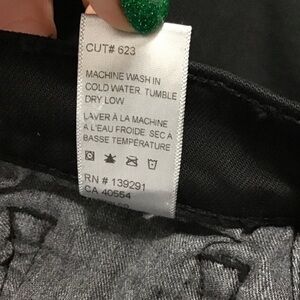 CUT# 623
MACHINE WASH IN
COLD WATER TUMBLE
DRY LOW
LAVER À LA MACHINE
A L'EAU FROIDE SEC A
BASSE TEMPÉRATURE
RN # 139291
CA 40554